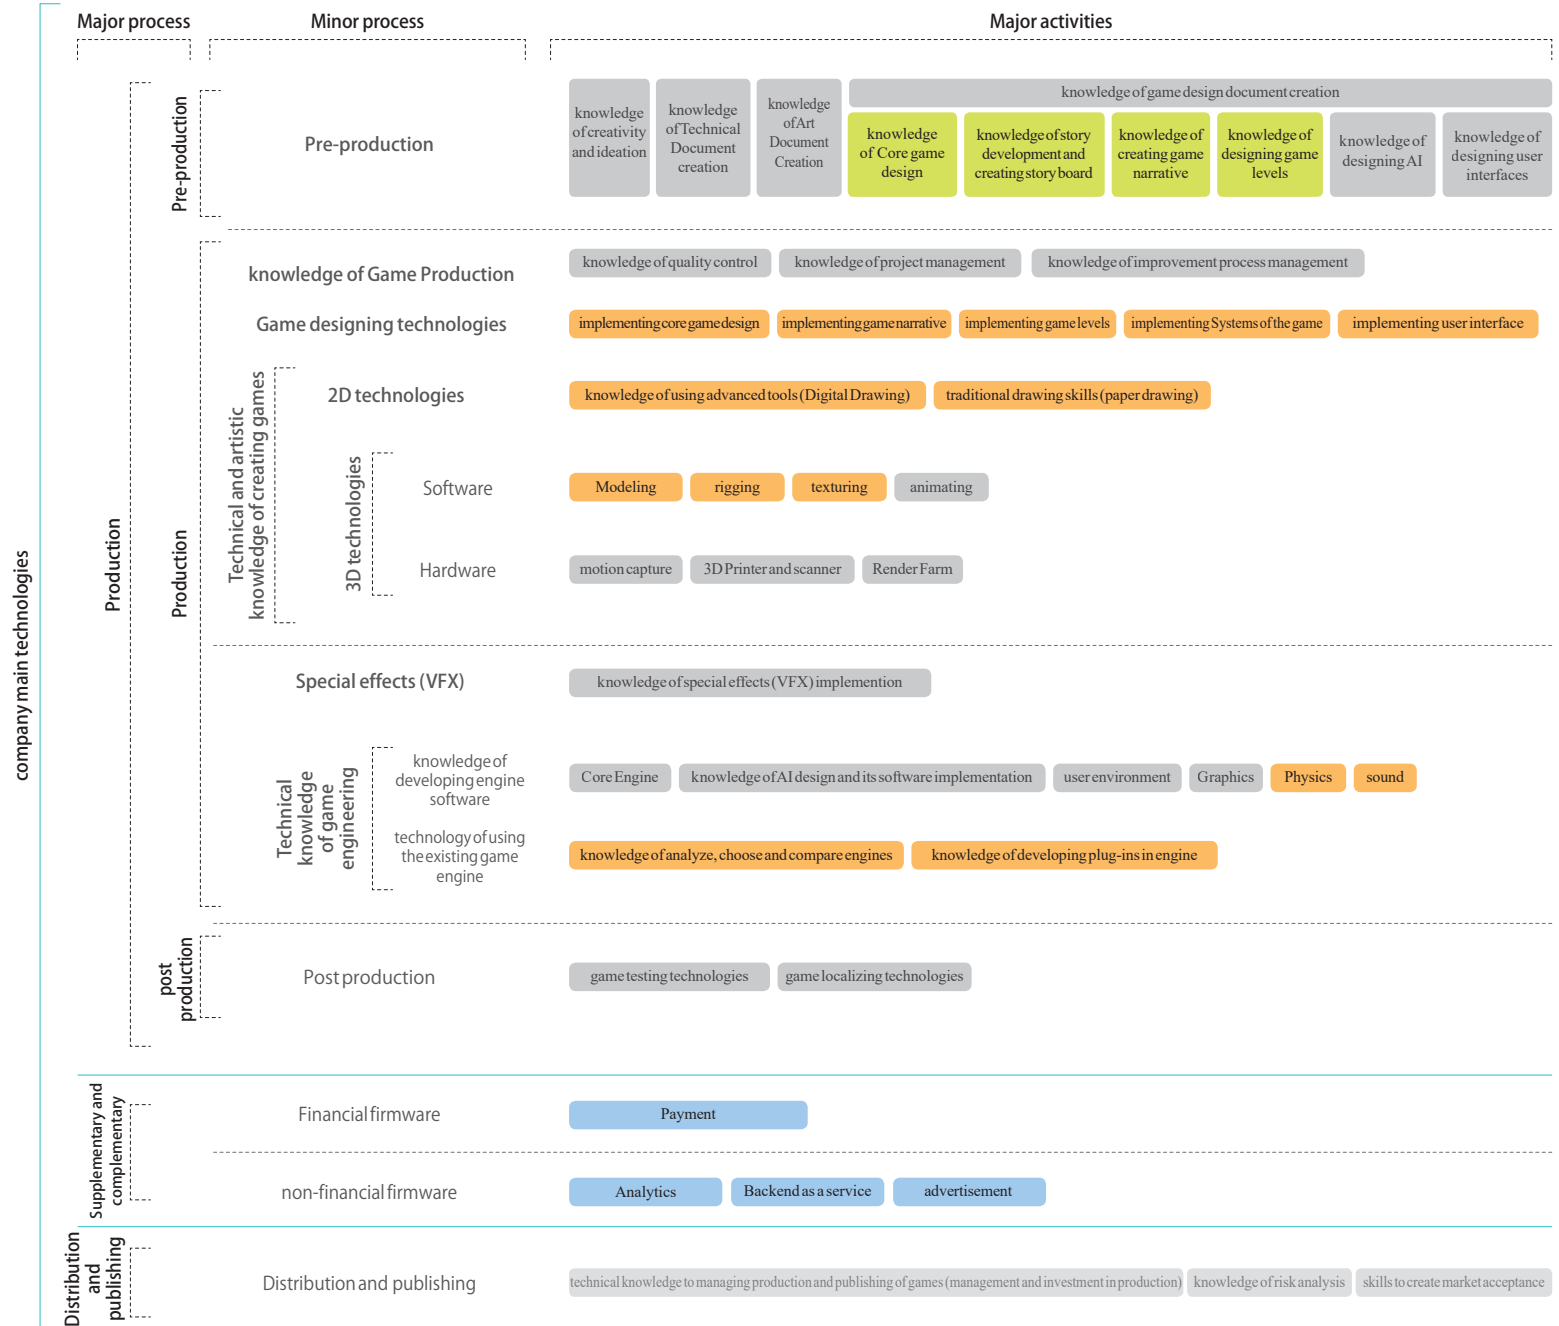 Major process
Minor process
Major activities
company main technologies
Production
Pre-production
Pre-production
knowledge
of creativity
and ideation
knowledge
of Technical
Document
creation
knowledge
of Art
Document
Creation
knowledge of game design document creation
knowledge
of Core game
design
knowledge of story
development and
creating story board
knowledge of
creating game
narrative
knowledge of
designing game
levels
knowledge of
designing AI
knowledge of
designing user
interfaces
Production
knowledge of Game Production
knowledge of quality control
knowledge of project management
knowledge of improvement process management
Game designing technologies
implementing core game design
implementing game narrative
implementing game levels
implementing Systems of the game
implementing user interface
Technical and artistic
knowledge of creating games
2D technologies
knowledge of using advanced tools (Digital Drawing)
traditional drawing skills (paper drawing)
3D technologies
Software
Modeling
rigging
texturing
animating
Hardware
motion capture
3D Printer and scanner
Render Farm
Special effects (VFX)
knowledge of special effects (VFX) implemention
Technical
knowledge
of game
engineering
knowledge of
developing engine
software
Core Engine
knowledge of AI design and its software implementation
user environment
Graphics
Physics
sound
technology of using
the existing game
engine
knowledge of analyze, choose and compare engines
knowledge of developing plug-ins in engine
post
production
Post production
game testing technologies
game localizing technologies
Supplementary and
complementary
Financial firmware
Payment
non-financial firmware
Analytics
Backend as a service
advertisement
Distribution
and
publishing
Distribution and publishing
technical knowledge to managing production and publishing of games (management and investment in production)
knowledge of risk analysis
skills to create market acceptance